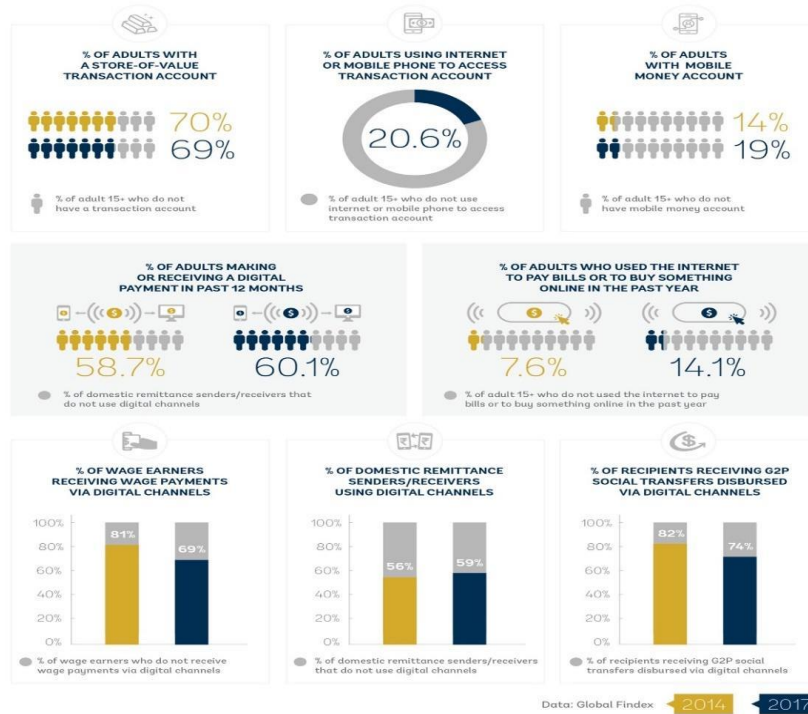 % OF ADULTS WITH
A STORE-OF-VALUE
TRANSACTION ACCOUNT
70%
69%
% of adult 15+ who do not
have a transaction account
% OF ADULTS USING INTERNET
OR MOBILE PHONE TO ACCESS
TRANSACTION ACCOUNT
20.6%
% of adult 15+ who do not use
internet or mobile phone to access
transaction account
% OF ADULTS
WITH MOBILE
MONEY ACCOUNT
14%
19%
% of adult 15+ who do not
have mobile money account
% OF ADULTS MAKING
OR RECEIVING A DIGITAL
PAYMENT IN PAST 12 MONTHS
58.7%
60.1%
% of domestic remittance senders/receivers that
do not use digital channels
% OF ADULTS WHO USED THE INTERNET
TO PAY BILLS OR TO BUY SOMETHING
ONLINE IN THE PAST YEAR
7.6%
14.1%
% of adult 15+ who do not used the internet to pay
bills or to buy something online in the past year
% OF WAGE EARNERS
RECEIVING WAGE PAYMENTS
VIA DIGITAL CHANNELS
100%
80%
60%
40%
20%
0%
81%
69%
% of wage earners who do not receive
wage payments via digital channels
% OF DOMESTIC REMITTANCE
SENDERS/RECEIVERS
USING DIGITAL CHANNELS
100%
80%
60%
40%
20%
0%
56%
59%
% of domestic remittance senders/receivers
that do not use digital channels
% OF RECIPIENTS RECEIVING G2P
SOCIAL TRANSFERS DISBURSED
VIA DIGITAL CHANNELS
100%
80%
60%
40%
20%
0%
82%
74%
% of recipients receiving G2P social
transfers disbursed via digital channels
Data: Global Findex 2014 2017